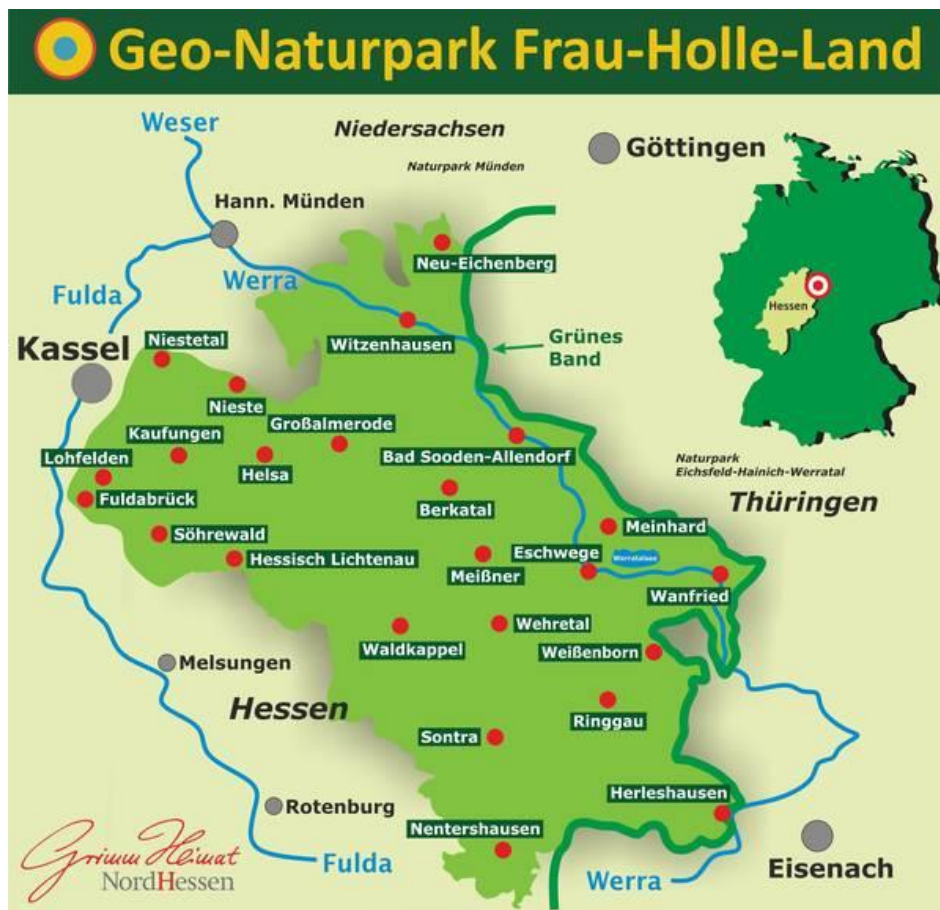 Geo-Naturpark Frau-Holle-Land
Weser
Niedersachsen
Göttingen
Naturpark Münden
Hann. Münden
Neu-Eichenberg
Werra
Fulda
Hessen
Kassel
Niestetal
Witzenhausen
Grünes
Band
Nieste
Großalmerode
Kaufungen
Lohfelden
Helsa
Bad Sooden-Allendorf
Naturpark
Eichsfeld-Hainich-Werratal
Fuldabrück
Berkatal
Thüringen
Söhrewald
Meinhard
Hessisch Lichtenau
Eschwege
Werratalsee
Meißner
Wanfried
Wehretal
Waldkappel
Weißenborn
Melsungen
Hessen
Ringgau
Sontra
Herleshausen
Rotenburg
Nentershausen
Grimm Heimat
NordHessen
Fulda
Werra
Eisenach